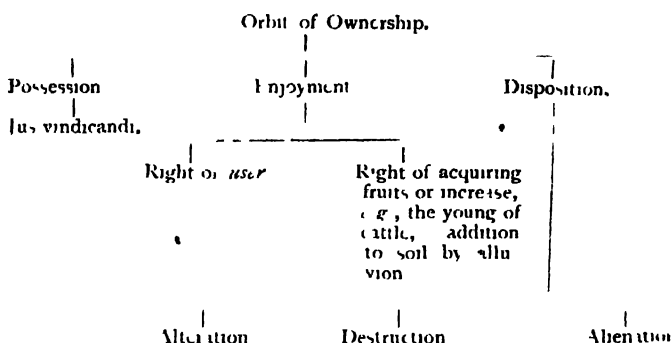 Orbit of Ownership.
Possession Enjoyment Disposition.
Jus vindicandi.
Right of user Right of acquiring
fruits or increase,
e g, the young of
cattle, addition
to soil by allu
vion
Alteration Destruction Alienation